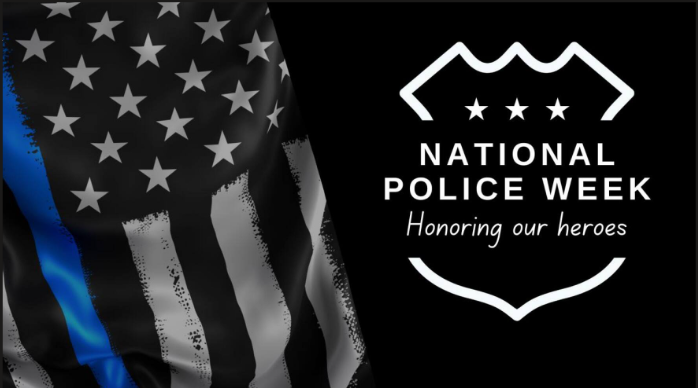 NATIONAL
POLICE WEEK
Honoring our heroes